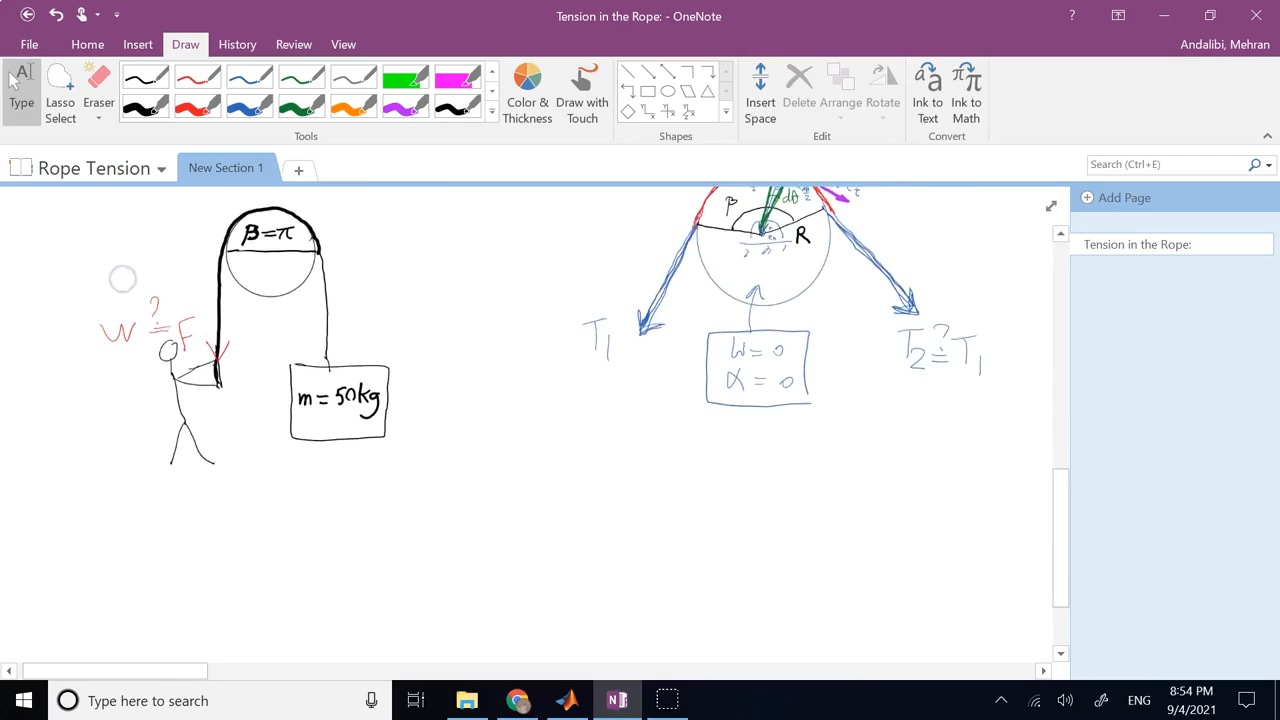 Tension in the Rope: - OneNote
Andalibi, Mehran
File Home Insert Draw History Review View
Type
Lasso Select
Eraser
Color & Thickness
Draw with Touch
Insert Space
Delete
Arrange
Rotate
Ink to Text
Ink to Math
Tools
Shapes
Edit
Convert
Rope Tension
New Section 1
Search (Ctrl+E)
Add Page
Tension in the Rope:
β=π
W ?= F
m = 50kg
dθ
β
R
T1
W = 0
α = 0
T2 ?= T1
Type here to search
ENG
8:54 PM
9/4/2021